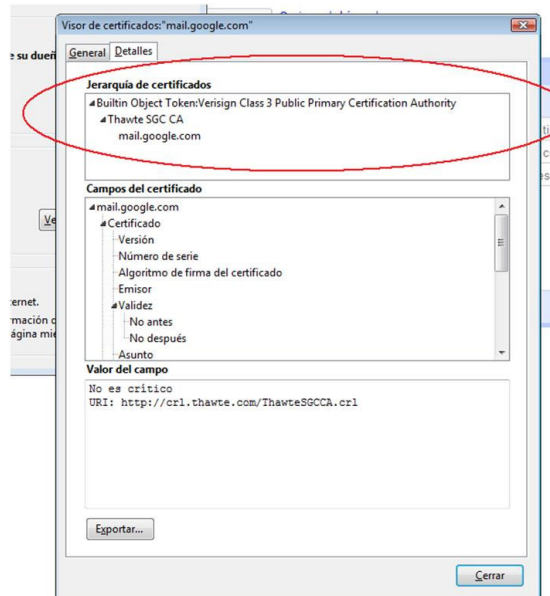 Visor de certificados:"mail.google.com"
e su dueñ
General Detalles
Jerarquía de certificados
Builtin Object Token:Verisign Class 3 Public Primary Certification Authority
Thawte SGC CA
mail.google.com
Campos del certificado
mail.google.com
Certificado
Versión
Ve
Número de serie
Algoritmo de firma del certificado
Emisor
ernet.
Validez
rmación d
No antes
ágina mie
No después
Asunto
Valor del campo
No es crítico
URI: http://crl.thawte.com/ThawteSGCCA.crl
Exportar...
Cerrar